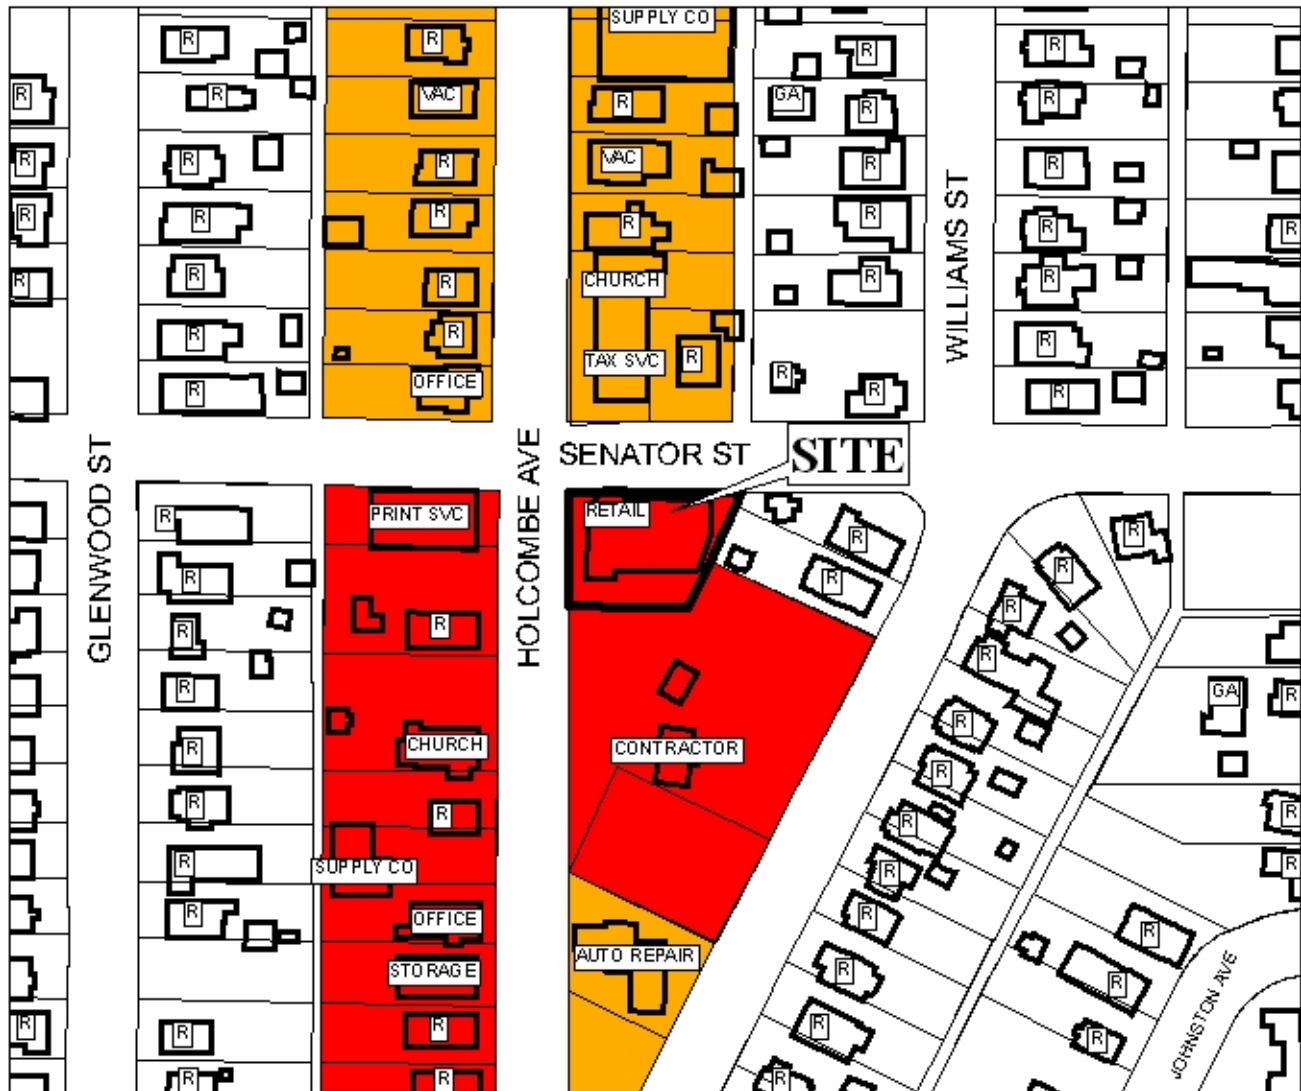 SUPPLY CO
R
R
R
R
R
R
VAC
R
GA
R
R
R
R
R
VAC
R
R
R
R
R
R
R
R
R
WILLIAMS ST
R
R
R
CHURCH
R
R
R
R
R
TAX SVC
R
R
R
OFFICE
R
R
SENATOR ST
SITE
GLENWOOD ST
HOLCOMBE AVE
R
PRINT SVC
RETAIL
R
R
R
R
R
R
R
R
R
R
GA
R
R
CHURCH
CONTRACTOR
R
R
R
R
R
R
R
SUPPLY CO
R
R
R
OFFICE
R
R
STORAGE
AUTO REPAIR
R
R
JOHNSTON AVE
R
R
R
R
R
R
R
R